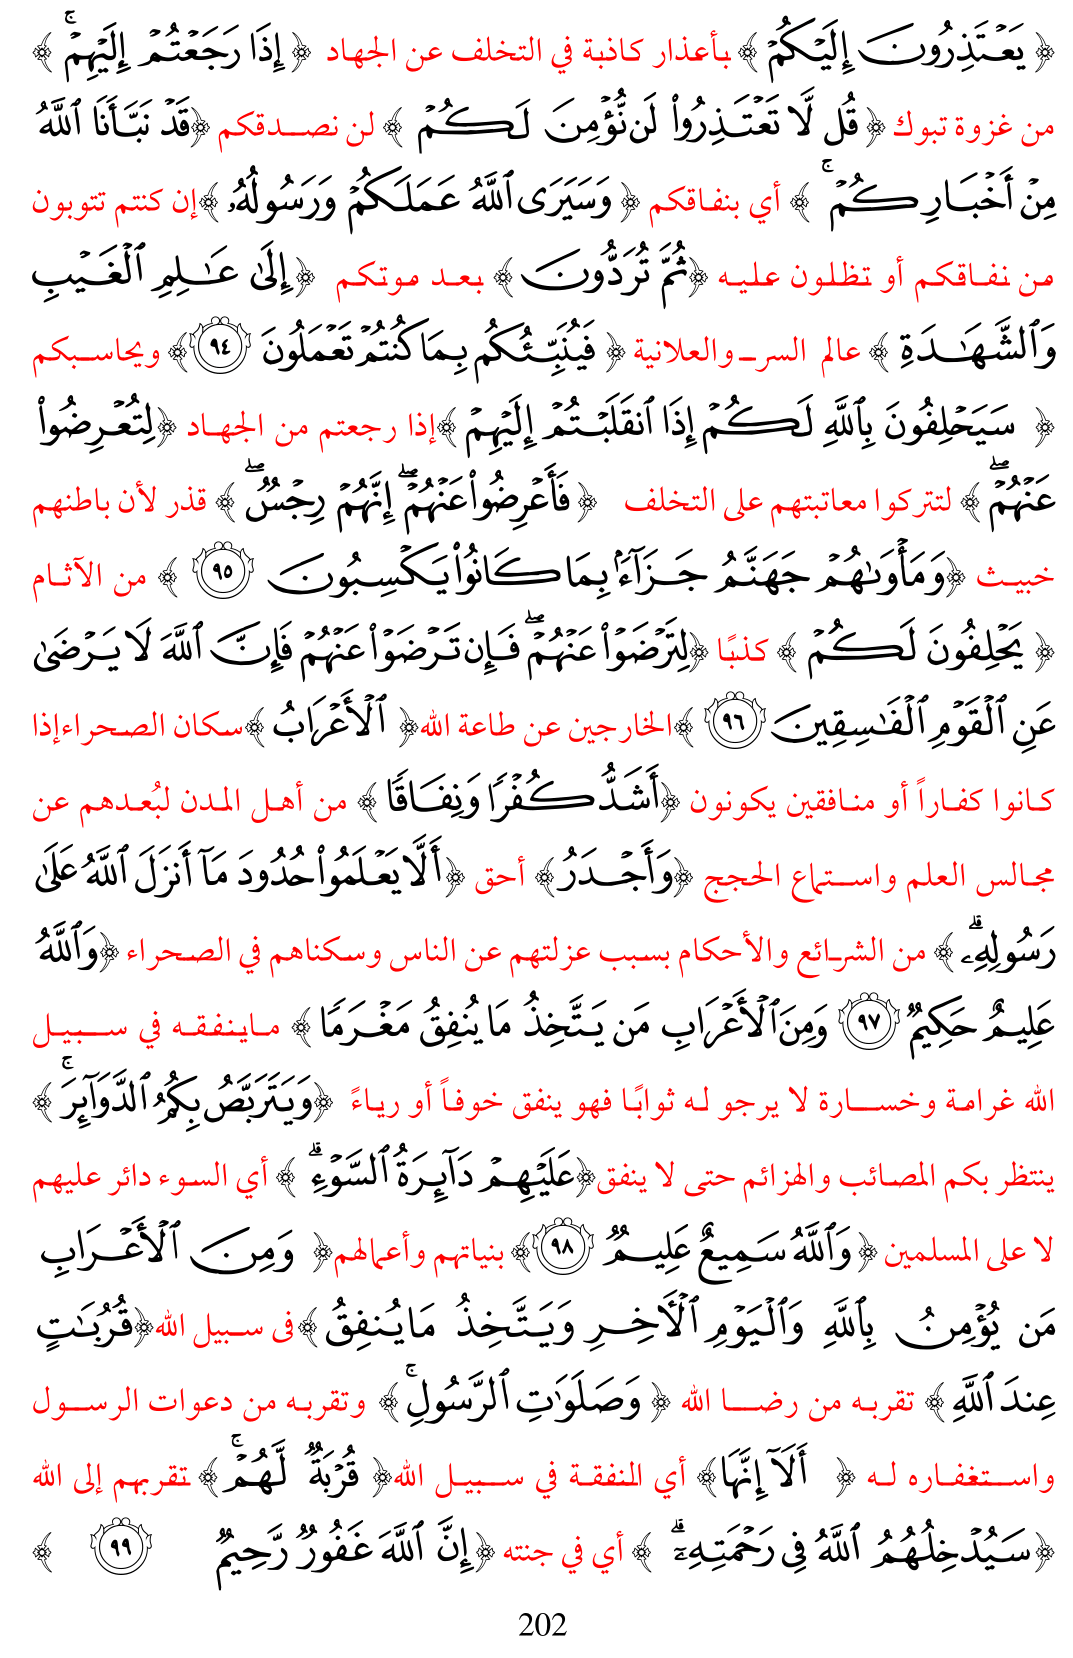 ﴿ يَعْتَذِرُونَ إِلَيْكُمْ ﴾ بأعذار كاذبة في التخلف عن الجهاد ﴿ إِذَا رَجَعْتُمْ إِلَيْهِمْ ۚ ﴾
من غزوة تبوك ﴿ قُل لَّا تَعْتَذِرُوا۟ لَن نُّؤْمِنَ لَكُمْ ﴾ لن نصدقكم ﴿قَدْ نَبَّأَنَا ٱللَّهُ
مِنْ أَخْبَارِكُمْ ۚ ﴾ أي بنفاقكم ﴿ وَسَيَرَى ٱللَّهُ عَمَلَكُمْ وَرَسُولُهُۥ ﴾إن كنتم تتوبون
من نفاقكم أو تظلون عليه ﴿ثُمَّ تُرَدُّونَ ﴾ بعد موتكم ﴿إِلَىٰ عَـٰلِمِ ٱلْغَيْبِ
وَٱلشَّهَـٰدَةِ ﴾ عالم السر والعلانية ﴿ فَيُنَبِّئُكُم بِمَا كُنتُمْ تَعْمَلُونَ ٩٤﴾ ويحاسبكم
﴿ سَيَحْلِفُونَ بِٱللَّهِ لَكُمْ إِذَا ٱنقَلَبْتُمْ إِلَيْهِمْ ﴾إذا رجعتم من الجهاد ﴿لِتُعْرِضُوا۟
عَنْهُمْ ۖ ﴾ لتتركوا معاتبتهم على التخلف ﴿ فَأَعْرِضُوا۟ عَنْهُمْ ۖ إِنَّهُمْ رِجْسٌ ۖ ﴾ قذر لأن باطنهم
خبيث ﴿وَمَأْوَىٰهُمْ جَهَنَّمُ جَزَآءًۢ بِمَا كَانُوا۟ يَكْسِبُونَ ٩٥ ﴾ من الآثام
﴿ يَحْلِفُونَ لَكُمْ ﴾ كذبًا ﴿لِتَرْضَوْا۟ عَنْهُمْ ۖ فَإِن تَرْضَوْا۟ عَنْهُمْ فَإِنَّ ٱللَّهَ لَا يَرْضَىٰ
عَنِ ٱلْقَوْمِ ٱلْفَـٰسِقِينَ ٩٦ ﴾الخارجين عن طاعة الله﴿ ٱلْأَعْرَابُ ﴾سكان الصحراءإذا
كانوا كفاراً أو منافقين يكونون ﴿أَشَدُّ كُفْرًا وَنِفَاقًا ﴾ من أهل المدن لبُعدهم عن
مجالس العلم واستماع الحجج ﴿وَأَجْدَرُ﴾ أحق ﴿أَلَّا يَعْلَمُوا۟ حُدُودَ مَآ أَنزَلَ ٱللَّهُ عَلَىٰ
رَسُولِهِۦ ۗ ﴾ من الشرائع والأحكام بسبب عزلتهم عن الناس وسكناهم في الصحراء ﴿وَٱللَّهُ
عَلِيمٌ حَكِيمٌ ٩٧ وَمِنَ ٱلْأَعْرَابِ مَن يَتَّخِذُ مَا يُنفِقُ مَغْرَمًا ﴾ ماينفقه في سبيل
الله غرامة وخسارة لا يرجو له ثوابًا فهو ينفق خوفاً أو رياءً ﴿وَيَتَرَبَّصُ بِكُمُ ٱلدَّوَآئِرَ ۚ ﴾
ينتظر بكم المصائب والهزائم حتى لا ينفق﴿عَلَيْهِمْ دَآئِرَةُ ٱلسَّوْءِ ۗ ﴾ أي السوء دائر عليهم
لا على المسلمين ﴿ وَٱللَّهُ سَمِيعٌ عَلِيمٌ ٩٨﴾ بنياتهم وأعمالهم﴿ وَمِنَ ٱلْأَعْرَابِ
مَن يُؤْمِنُ بِٱللَّهِ وَٱلْيَوْمِ ٱلْـَٔاخِرِ وَيَتَّخِذُ مَا يُنفِقُ ﴾فى سبيل الله﴿قُرُبَـٰتٍ
عِندَ ٱللَّهِ ﴾ تقربه من رضا الله ﴿ وَصَلَوَٰتِ ٱلرَّسُولِ ۚ ﴾ وتقربه من دعوات الرسول
واستغفاره له ﴿ أَلَآ إِنَّهَا﴾ أي المنفقة في سبيل الله﴿ قُرْبَةٌ لَّهُمْ ۚ ﴾ تقربهم إلى الله
﴿سَيُدْخِلُهُمُ ٱللَّهُ فِى رَحْمَتِهِۦٓ ۗ ﴾ أي في جنته ﴿إِنَّ ٱللَّهَ غَفُورٌ رَّحِيمٌ ٩٩ ﴾
202